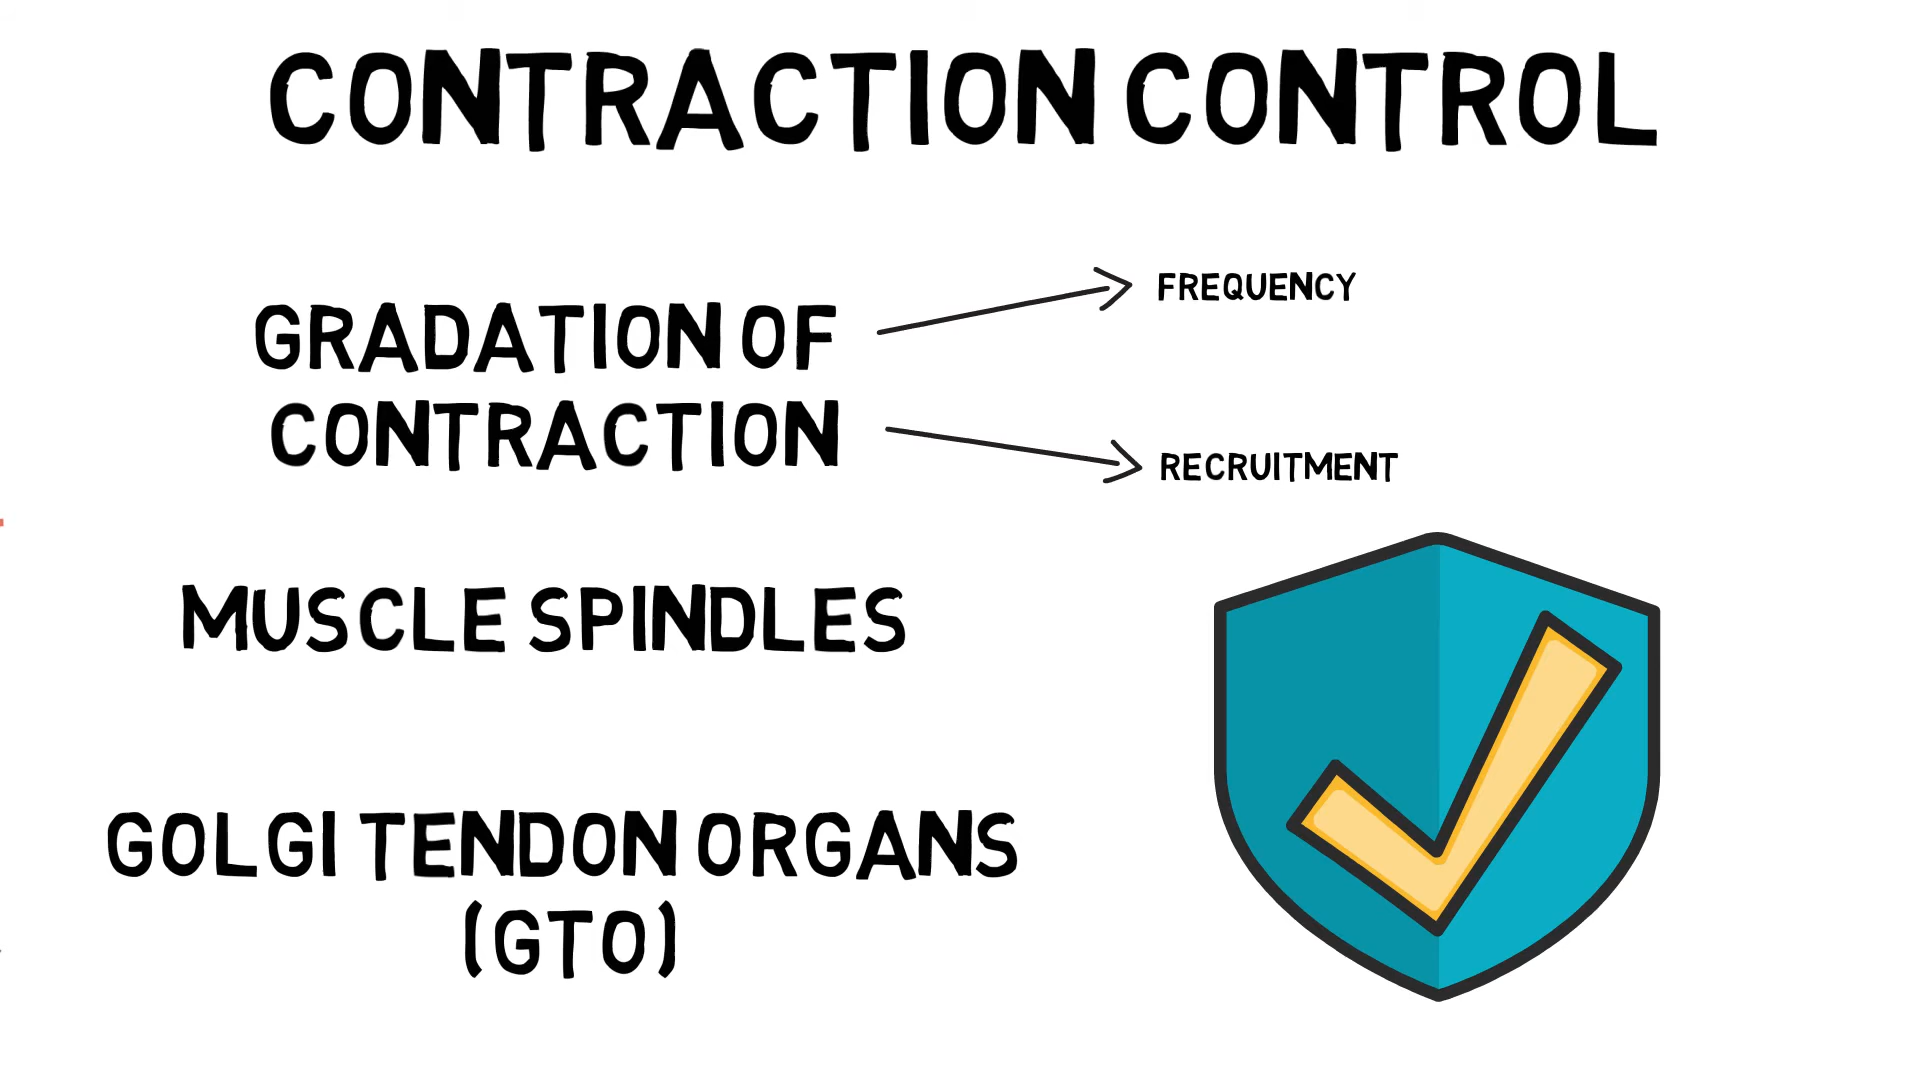 CONTRACTION CONTROL
GRADATION OF
CONTRACTION
FREQUENCY
RECRUITMENT
MUSCLE SPINDLES
GOLGI TENDON ORGANS
(GTO)